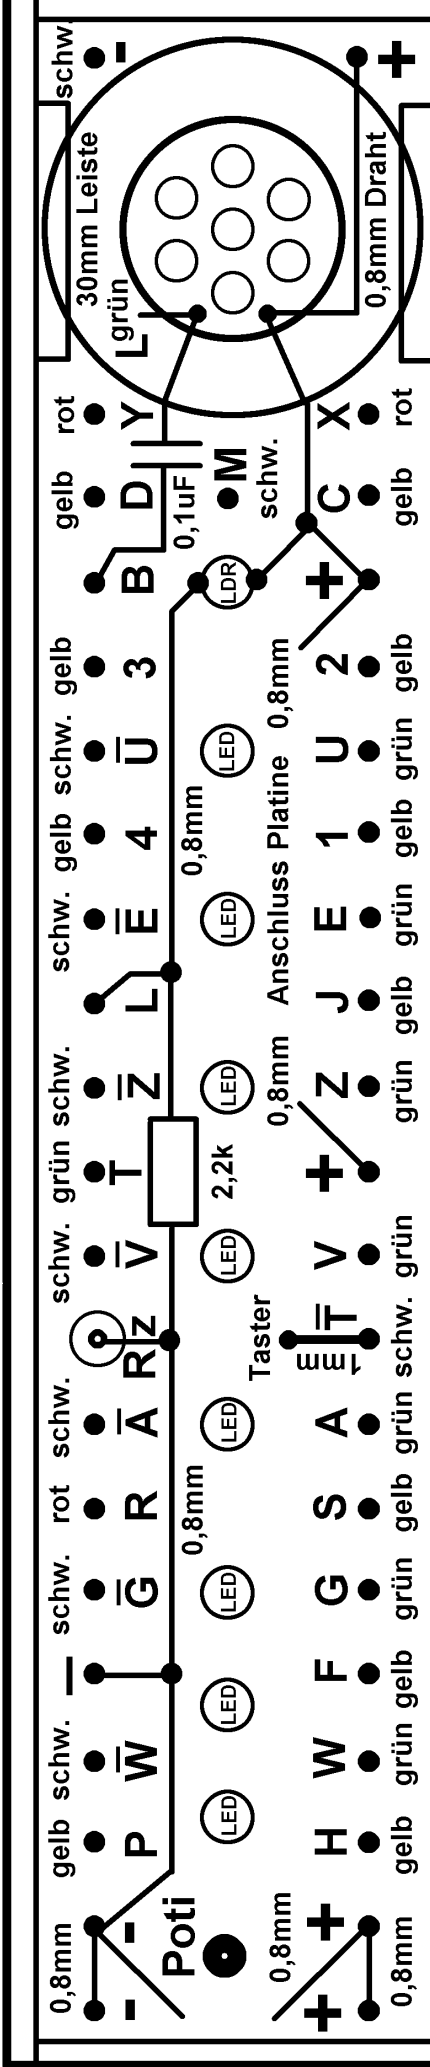 0,8mm gelb schw. schw. rot schw. schw. grün schw. schw. gelb schw. gelb gelb rot 30mm Leiste schw.
- - P W̅ — G̅ R A̅ Rz V̅ T Z̅ L E̅ 4 U̅ 3 B D Y L grün -
Poti 0,8mm 2,2k 0,8mm 0,1uF M schw.
LED LED LED LED LED LED LED LED LDR
0,8mm Taster 0,8mm Anschluss Platine 0,8mm
1mm
+ + H W F G S A T̅ V + Z J E 1 U 2 + C X 0,8mm Draht +
0,8mm gelb grün gelb grün gelb grün schw. grün grün gelb grün gelb grün gelb gelb rot